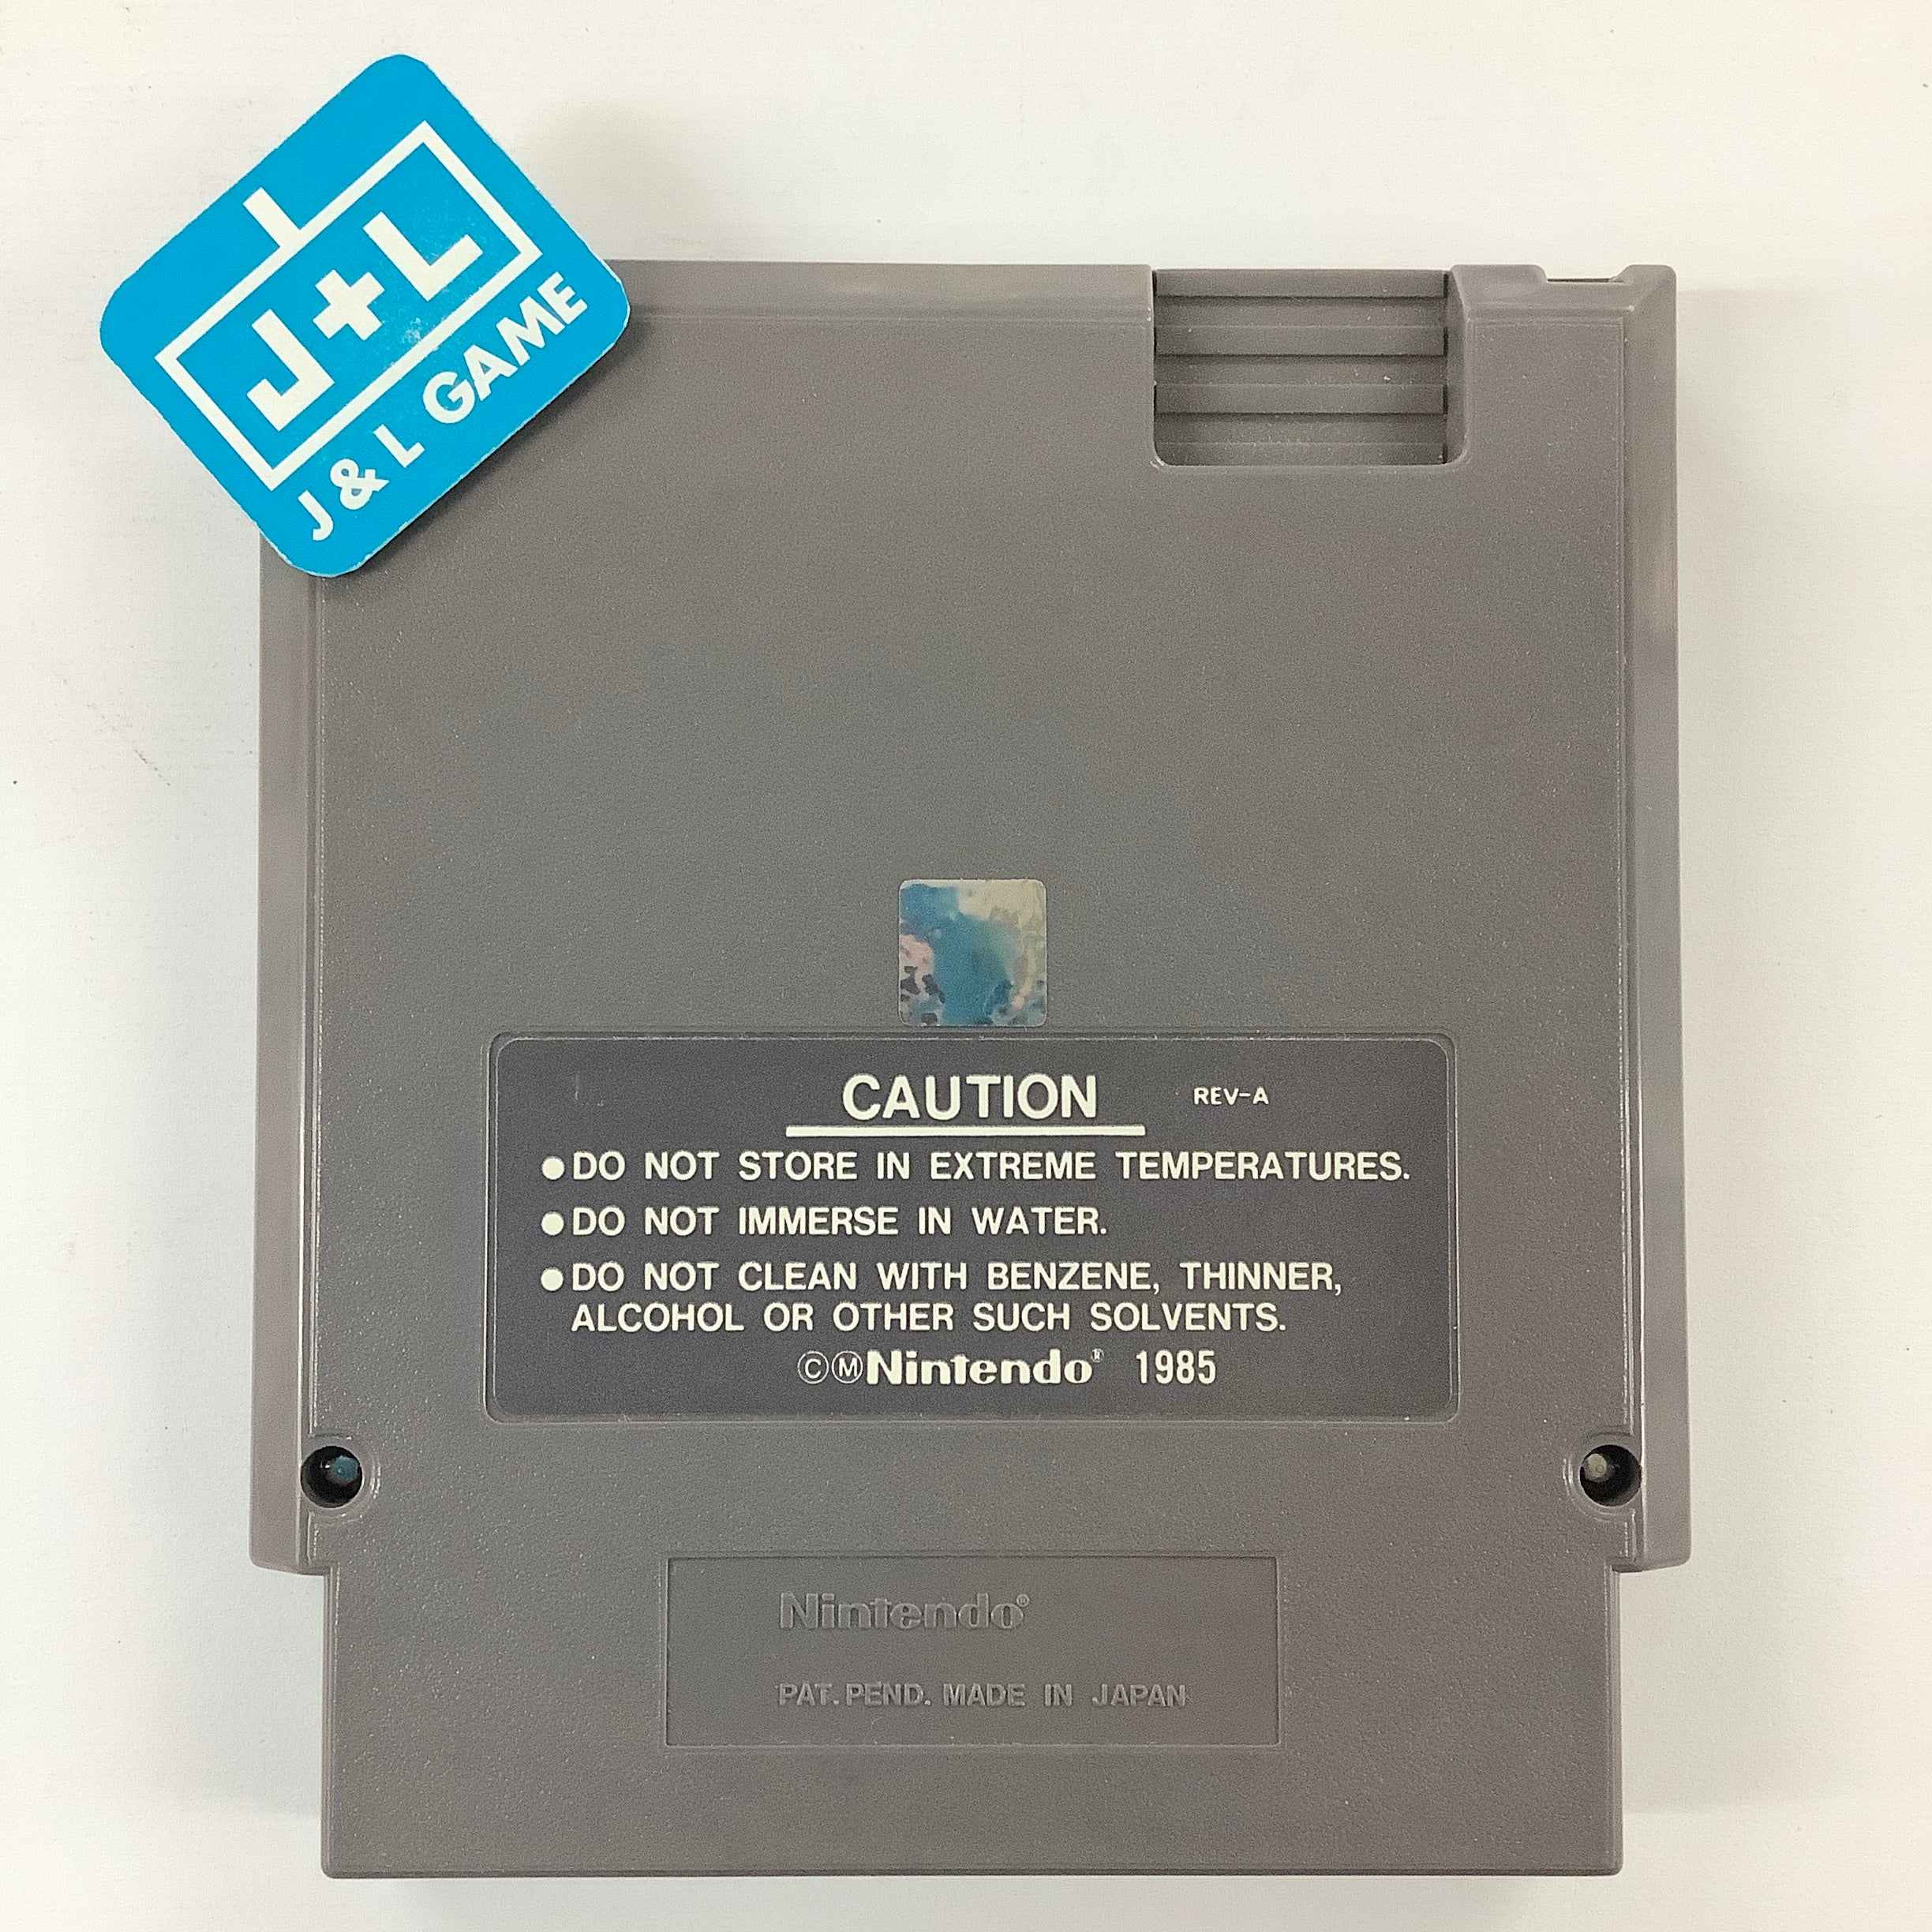 J+L
J & L GAME
CAUTION REV-A
●DO NOT STORE IN EXTREME TEMPERATURES.
●DO NOT IMMERSE IN WATER.
●DO NOT CLEAN WITH BENZENE, THINNER,
ALCOHOL OR OTHER SUCH SOLVENTS.
ⒸⓂNintendo® 1985
Nintendo®
PAT. PEND. MADE IN JAPAN